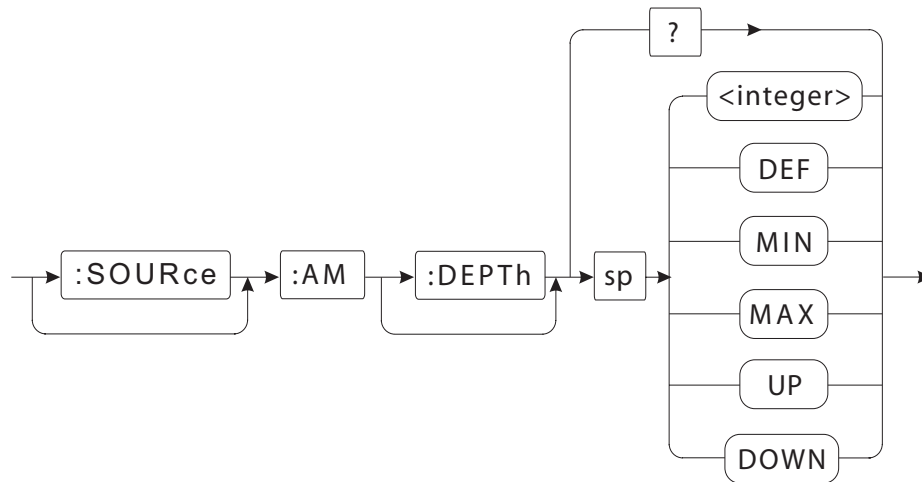 ?
<integer>
DEF
MIN
:SOURce :AM :DEPTh sp
MAX
UP
DOWN